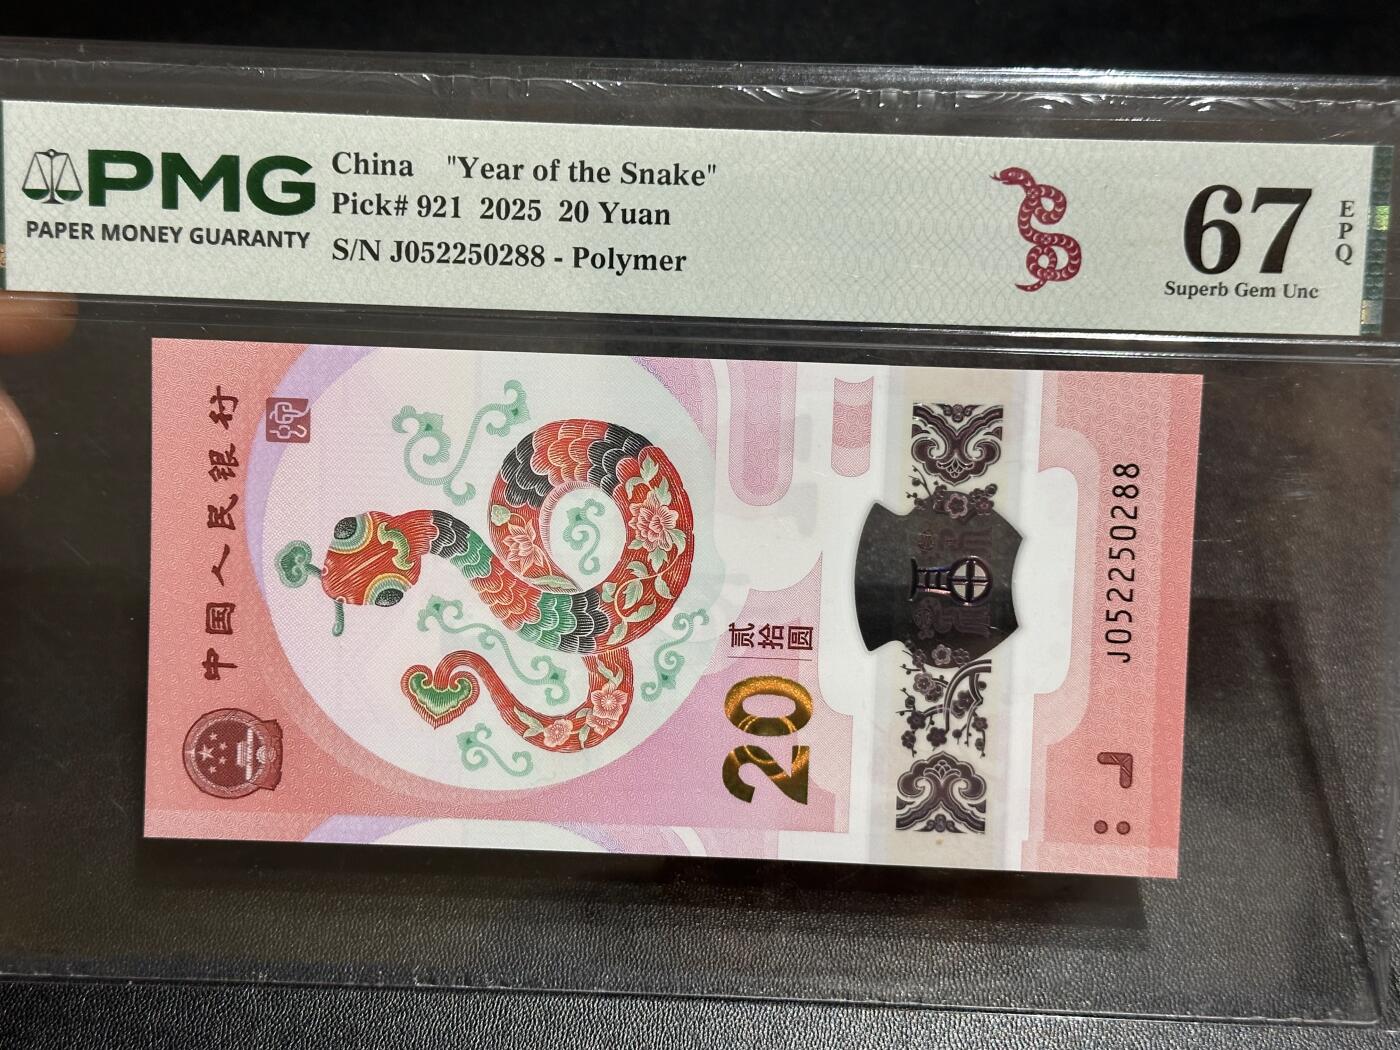 PMG
PAPER MONEY GUARANTY
China "Year of the Snake"
Pick# 921 2025 20 Yuan
S/N J052250288 - Polymer
67
EPQ
Superb Gem Unc
中国人民银行
贰拾圆
20
J052250288